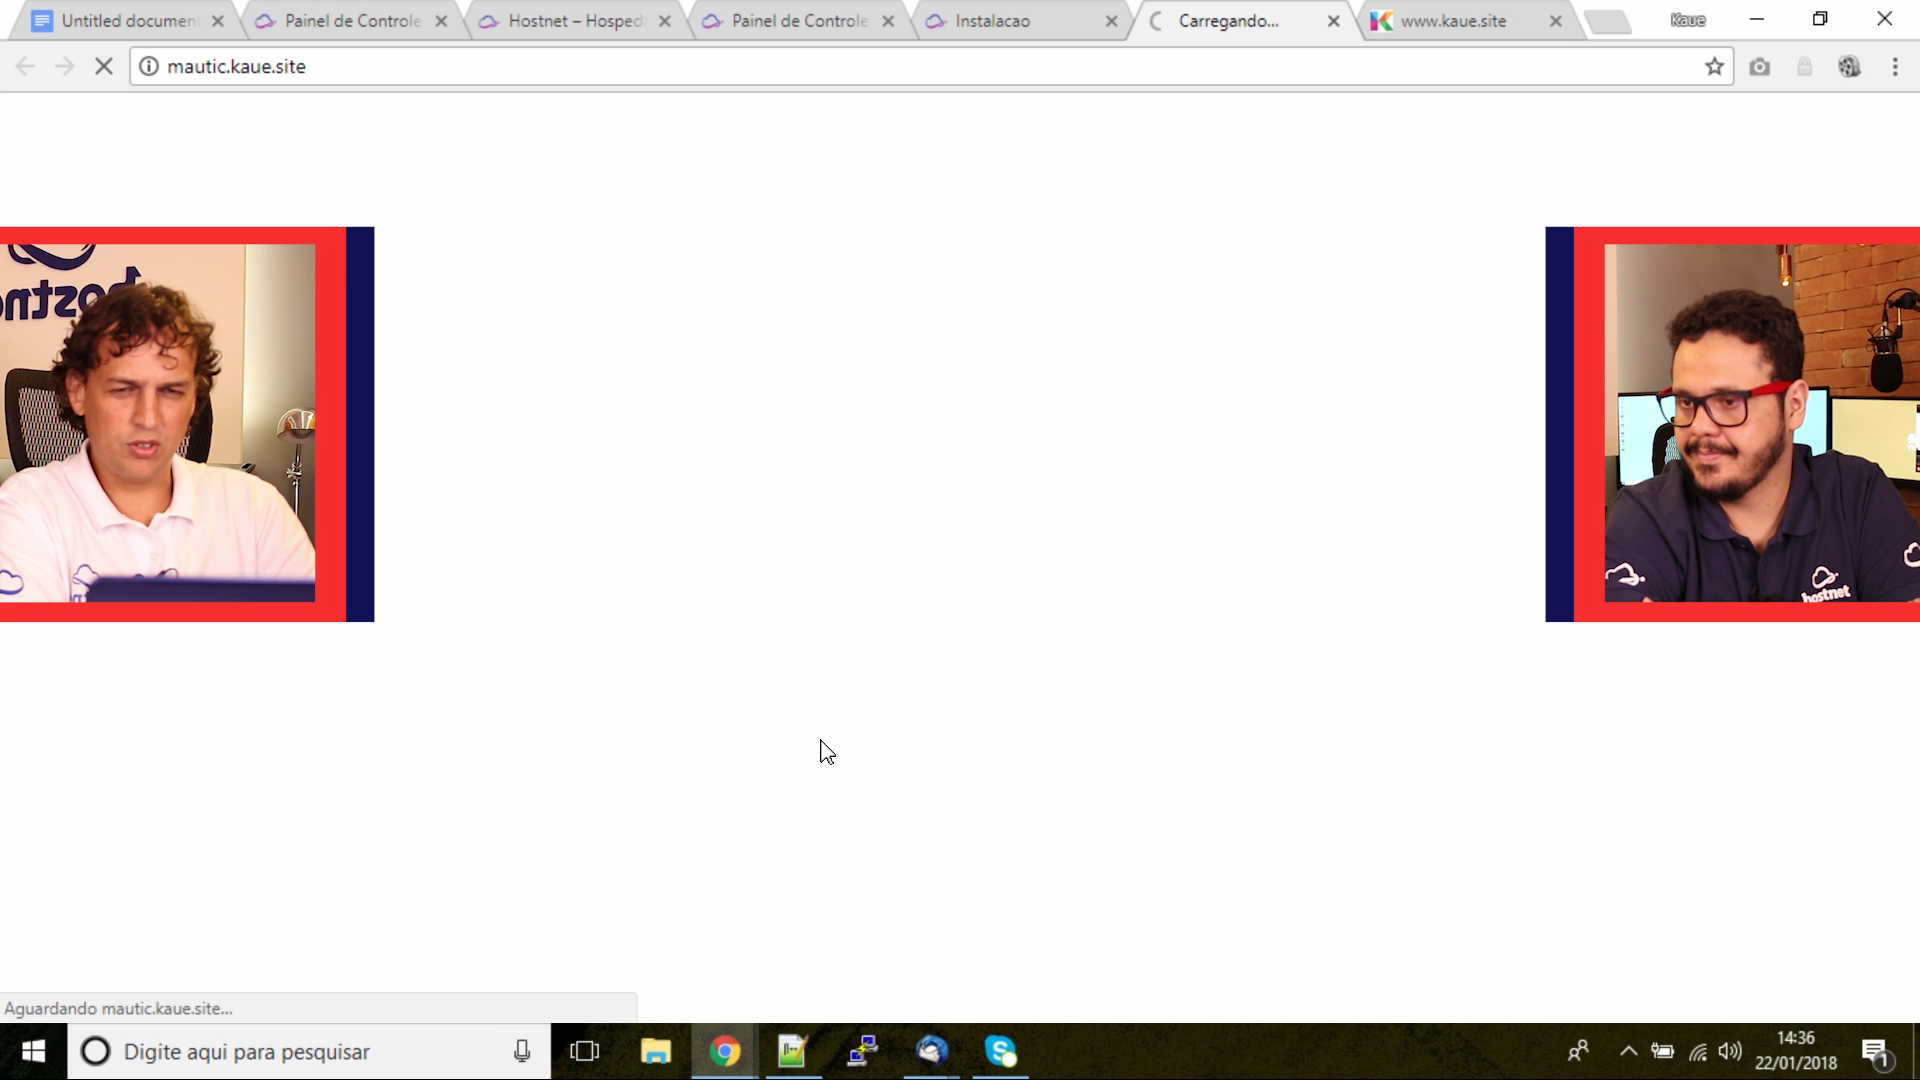 Untitled documen
Painel de Controle
Hostnet – Hosped
Painel de Controle
Instalacao
Carregando...
www.kaue.site
Kaue
mautic.kaue.site
hostnet
Aguardando mautic.kaue.site...
Digite aqui para pesquisar
14:36
22/01/2018
1